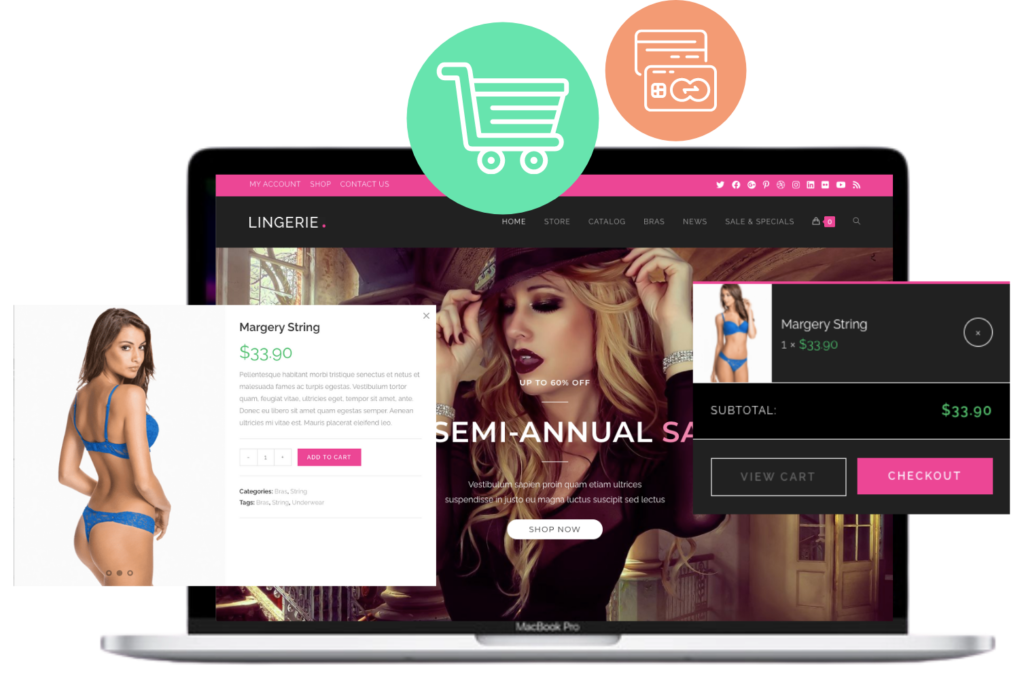 MY ACCOUNT SHOP CONTACT US
LINGERIE.
HOME STORE CATALOG BRAS NEWS SALE & SPECIALS 0
Margery String
$33.90
Pellentesque habitant morbi tristique senectus et netus et
malesuada fames ac turpis egestas. Vestibulum tortor
quam, feugiat vitae, ultricies eget, tempor sit amet, ante.
Donec eu libero sit amet quam egestas semper. Aenean
ultricies mi vitae est. Mauris placerat eleifend leo.
- 1 + ADD TO CART
Categories: Bras, String
Tags: Bras, String, Underwear
UP TO 60% OFF
SEMI-ANNUAL SA
Vestibulum sapien proin quam etiam ultrices
suspendisse in justo eu magna luctus suscipit sed lectus
SHOP NOW
Margery String
1 × $33.90
×
SUBTOTAL: $33.90
VIEW CART CHECKOUT
MacBook Pro